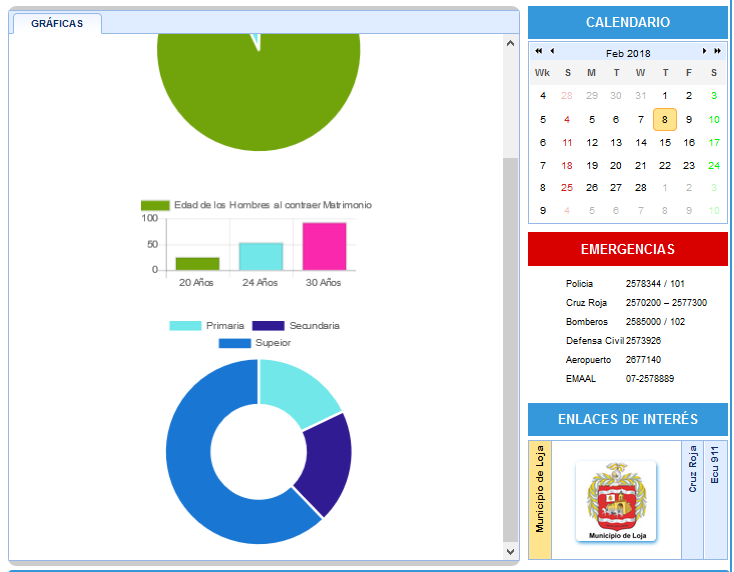 GRÁFICAS
Edad de los Hombres al contraer Matrimonio
100
50
0
20 Años 24 Años 30 Años
Primaria Secundaria
Supeior
CALENDARIO
Feb 2018
Wk S M T W T F S
4 28 29 30 31 1 2 3
5 4 5 6 7 8 9 10
6 11 12 13 14 15 16 17
7 18 19 20 21 22 23 24
8 25 26 27 28 1 2 3
9 4 5 6 7 8 9 10
EMERGENCIAS
Policia 2578344 / 101
Cruz Roja 2570200 – 2577300
Bomberos 2585000 / 102
Defensa Civil 2573926
Aeropuerto 2677140
EMAAL 07-2578889
ENLACES DE INTERÉS
Municipio de Loja
Municipio de Loja
Cruz Roja
Ecu 911